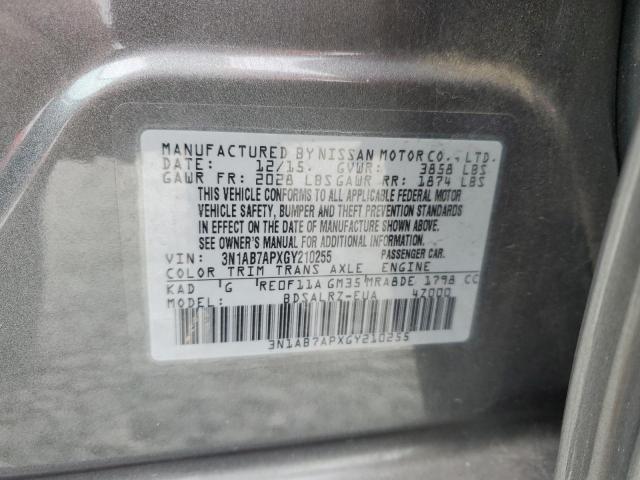 MANUFACTURED BY NISSAN MOTOR CO., LTD.
DATE: 12/15. GVWR: 3858 LBS
GAWR FR: 2028 LBS GAWR RR: 1874 LBS
THIS VEHICLE CONFORMS TO ALL APPLICABLE FEDERAL MOTOR
VEHICLE SAFETY, BUMPER AND THEFT PREVENTION STANDARDS
IN EFFECT ON THE DATE OF MANUFACTURE SHOWN ABOVE.
SEE OWNER'S MANUAL FOR ADDITIONAL INFORMATION.
VIN: 3N1AB7APXGY210255 PASSENGER CAR.
COLOR TRIM TRANS AXLE ENGINE
KAD G RE0F11A GM35 MRA8DE 1798 CC
BDSALRZ-EUA 4Z000
3N1AB7APXGY210255